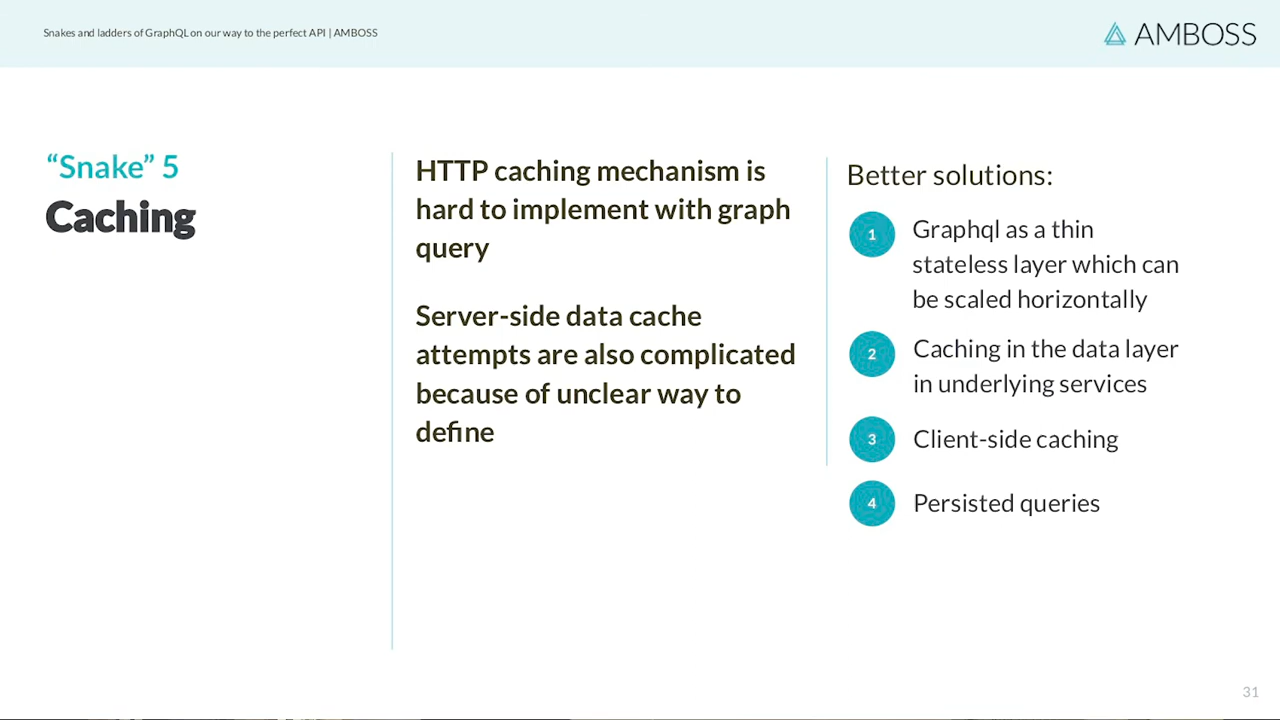 Snakes and ladders of GraphQL on our way to the perfect API | AMBOSS
AMBOSS
“Snake” 5
Caching
HTTP caching mechanism is
hard to implement with graph
query
Server-side data cache
attempts are also complicated
because of unclear way to
define
Better solutions:
1 Graphql as a thin
stateless layer which can
be scaled horizontally
2 Caching in the data layer
in underlying services
3 Client-side caching
4 Persisted queries
31